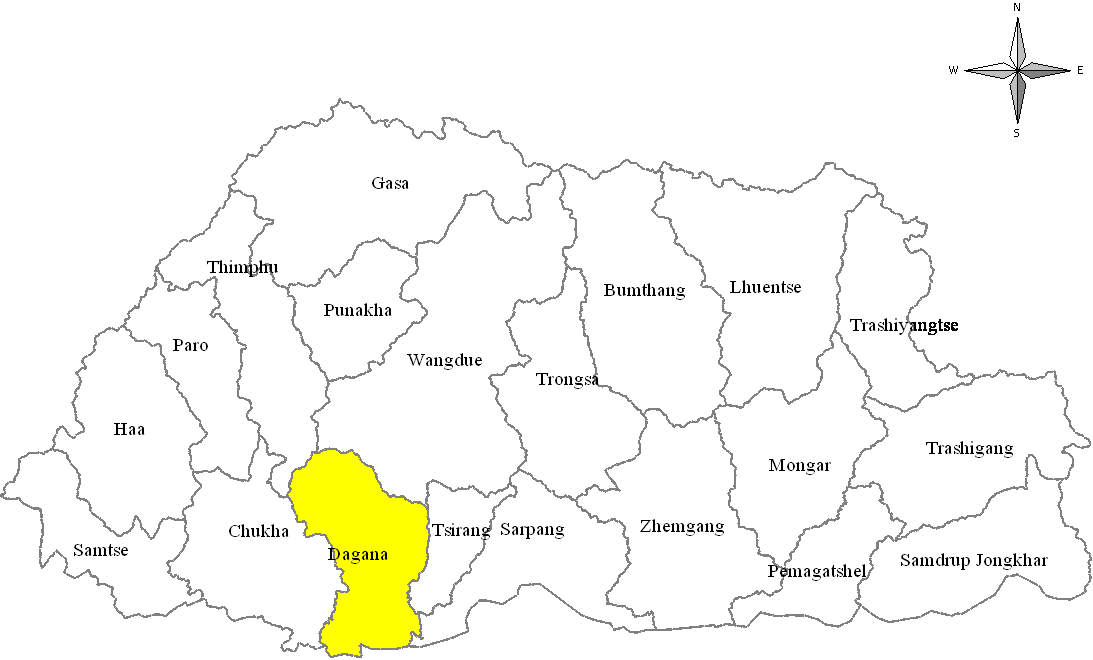 N
W
E
S
Gasa
Thimphu
Punakha
Bumthang
Lhuentse
Trashiyangtse
Paro
Wangdue
Trongsa
Haa
Trashigang
Mongar
Chukha
Tsirang
Sarpang
Zhemgang
Samtse
Dagana
Pemagatshel
Samdrup Jongkhar